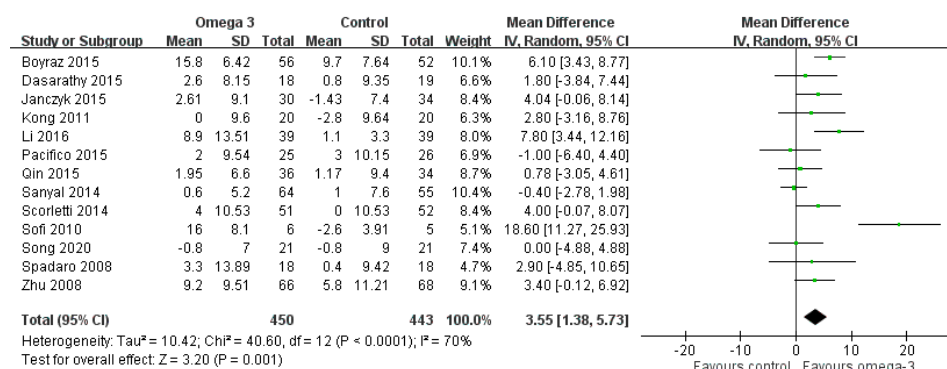 Omega 3 Control Mean Difference Mean Difference
Study or Subgroup Mean SD Total Mean SD Total Weight IV, Random, 95% CI IV, Random, 95% CI
Boyraz 2015 15.8 6.42 56 9.7 7.64 52 10.1% 6.10 [3.43, 8.77]
Dasarathy 2015 2.6 8.15 18 0.8 9.35 19 6.6% 1.80 [-3.84, 7.44]
Janczyk 2015 2.61 9.1 30 -1.43 7.4 34 8.4% 4.04 [-0.06, 8.14]
Kong 2011 0 9.6 20 -2.8 9.64 20 6.3% 2.80 [-3.16, 8.76]
Li 2016 8.9 13.51 39 1.1 3.3 39 8.0% 7.80 [3.44, 12.16]
Pacifico 2015 2 9.54 25 3 10.15 26 6.9% -1.00 [-6.40, 4.40]
Qin 2015 1.95 6.6 36 1.17 9.4 34 8.7% 0.78 [-3.05, 4.61]
Sanyal 2014 0.6 5.2 64 1 7.6 55 10.4% -0.40 [-2.78, 1.98]
Scorletti 2014 4 10.53 51 0 10.53 52 8.4% 4.00 [-0.07, 8.07]
Sofi 2010 16 8.1 6 -2.6 3.91 5 5.1% 18.60 [11.27, 25.93]
Song 2020 -0.8 7 21 -0.8 9 21 7.4% 0.00 [-4.88, 4.88]
Spadaro 2008 3.3 13.89 18 0.4 9.42 18 4.7% 2.90 [-4.85, 10.65]
Zhu 2008 9.2 9.51 66 5.8 11.21 68 9.1% 3.40 [-0.12, 6.92]
Total (95% CI) 450 443 100.0% 3.55 [1.38, 5.73]
Heterogeneity: Tau² = 10.42; Chi² = 40.60, df = 12 (P < 0.0001); I² = 70%
Test for overall effect: Z = 3.20 (P = 0.001)
-20 -10 0 10 20
Favours control Favours omega-3